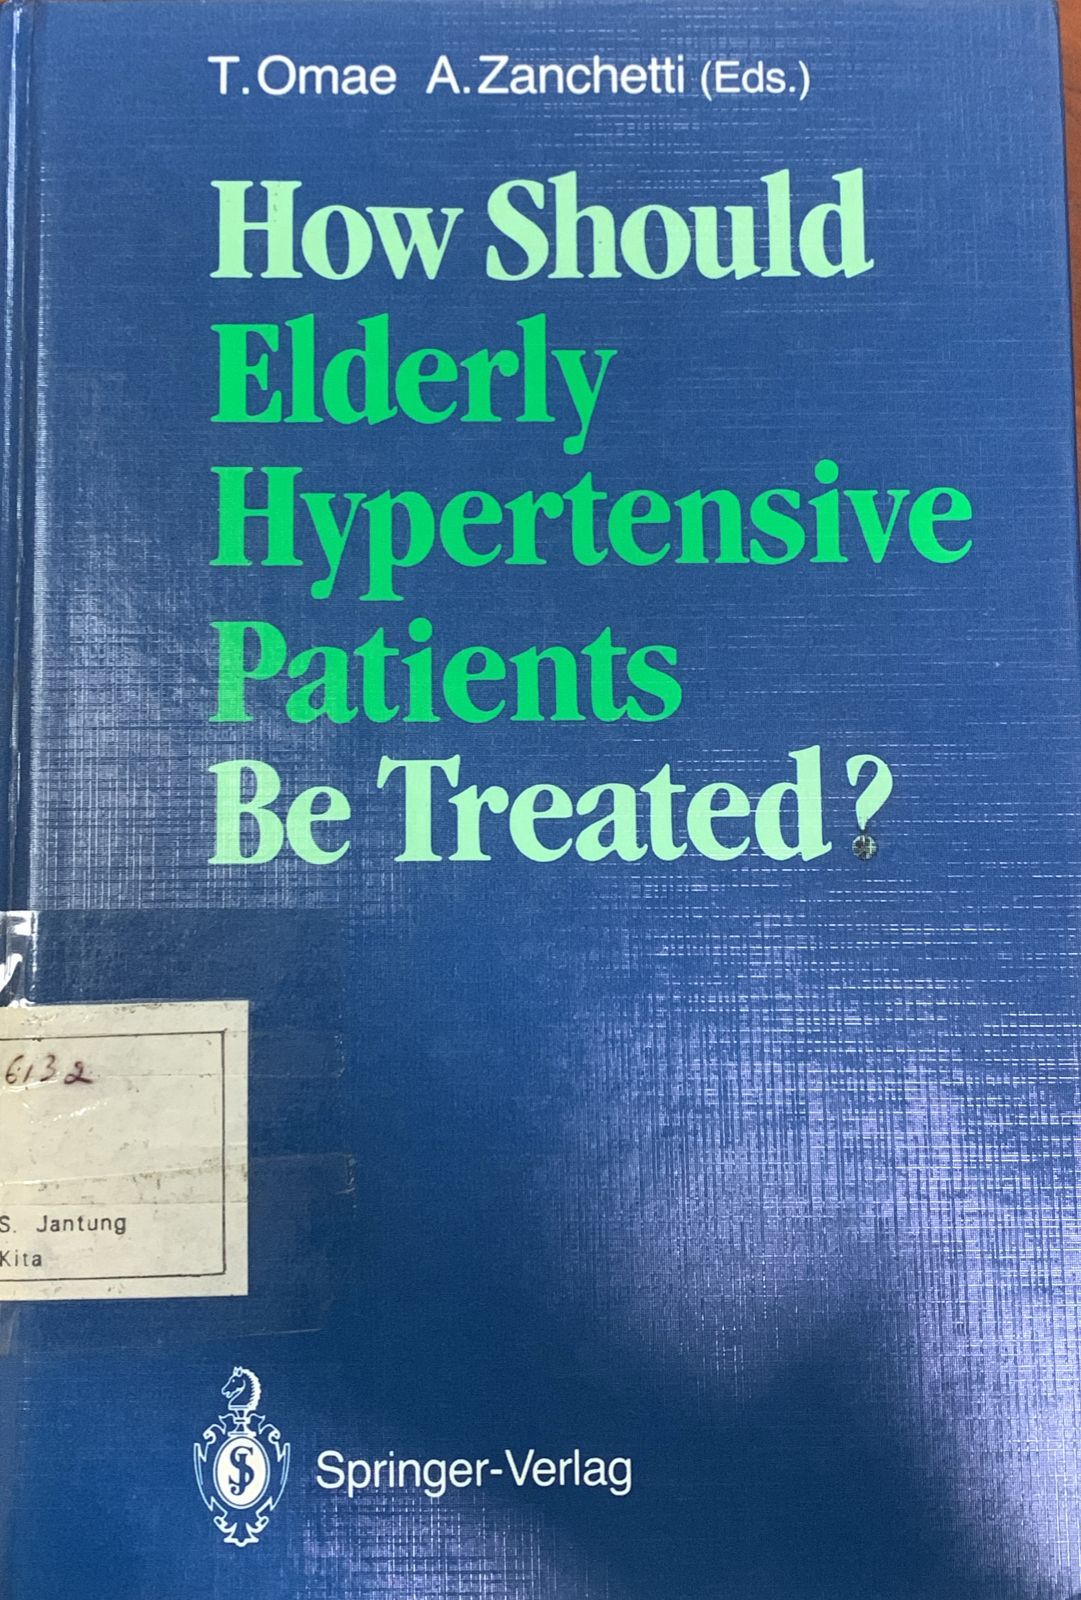 T. Omae A. Zanchetti (Eds.)
How Should
Elderly
Hypertensive
Patients
Be Treated?
6132
S. Jantung
Kita
Springer-Verlag